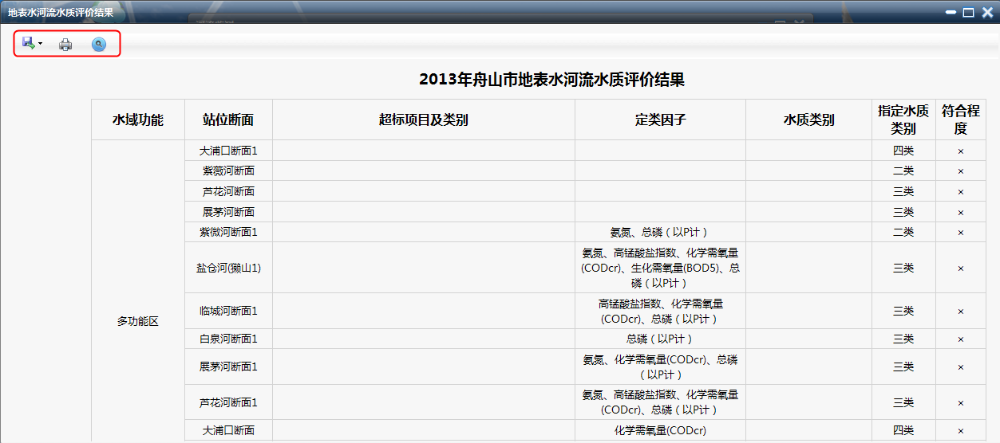 地表水河流水质评价结果
2013年舟山市地表水河流水质评价结果
水域功能 站位断面 超标项目及类别 定类因子 水质类别 指定水质类别 符合程度
多功能区
大浦口断面1 四类 ×
紫薇河断面 二类 ×
芦花河断面 三类 ×
展茅河断面 三类 ×
紫微河断面1 氨氮、总磷（以P计） 二类 ×
盐仓河(獭山1) 氨氮、高锰酸盐指数、化学需氧量
(CODcr)、生化需氧量(BOD5)、总
磷（以P计） 三类 ×
临城河断面1 高锰酸盐指数、化学需氧量
(CODcr)、总磷（以P计） 三类 ×
白泉河断面1 总磷（以P计） 三类 ×
展茅河断面1 氨氮、化学需氧量(CODcr)、总磷
（以P计） 三类 ×
芦花河断面1 氨氮、高锰酸盐指数、化学需氧量
(CODcr)、总磷（以P计） 三类 ×
大浦口断面 化学需氧量(CODcr) 四类 ×